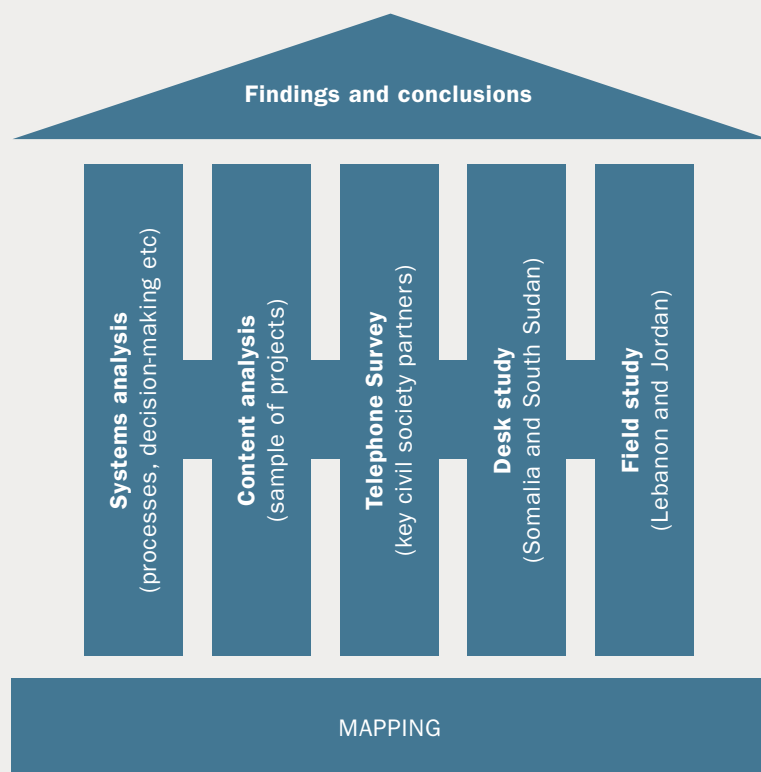 Findings and conclusions
Systems analysis
(processes, decision-making etc)
Content analysis
(sample of projects)
Telephone Survey
(key civil society partners)
Desk study
(Somalia and South Sudan)
Field study
(Lebanon and Jordan)
MAPPING